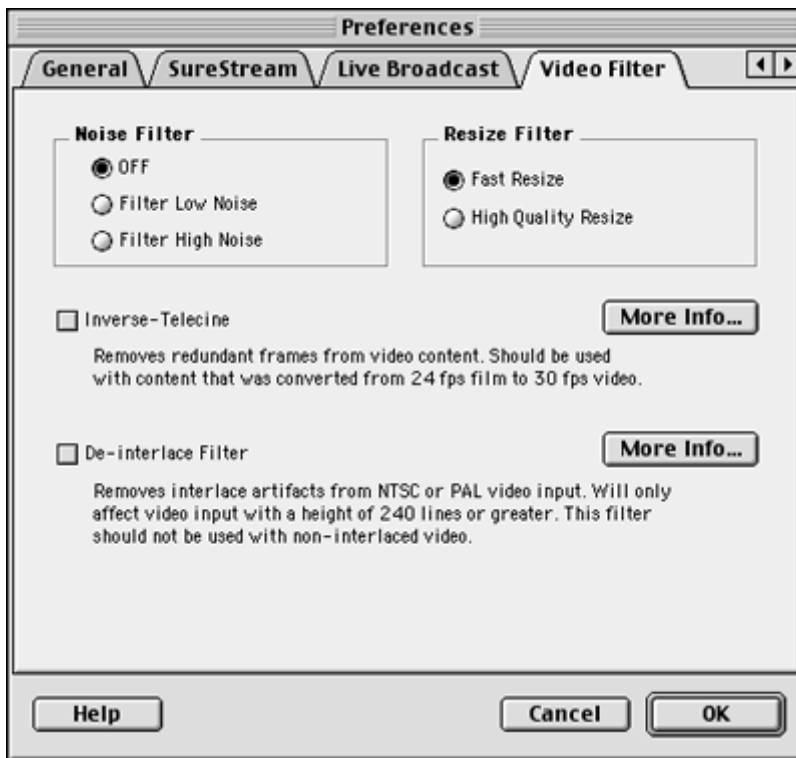 Preferences
General SureStream Live Broadcast Video Filter
Noise Filter
OFF
Filter Low Noise
Filter High Noise
Resize Filter
Fast Resize
High Quality Resize
Inverse-Telecine
More Info...
Removes redundant frames from video content. Should be used
with content that was converted from 24 fps film to 30 fps video.
De-interlace Filter
More Info...
Removes interlace artifacts from NTSC or PAL video input. Will only
affect video input with a height of 240 lines or greater. This filter
should not be used with non-interlaced video.
Help Cancel OK